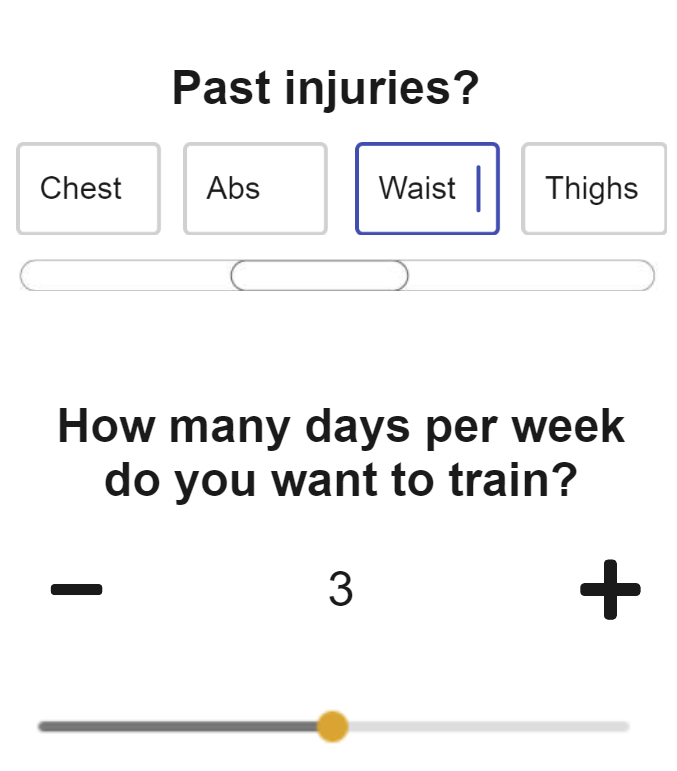 Past injuries?
Chest Abs Waist Thighs
How many days per week
do you want to train?
3